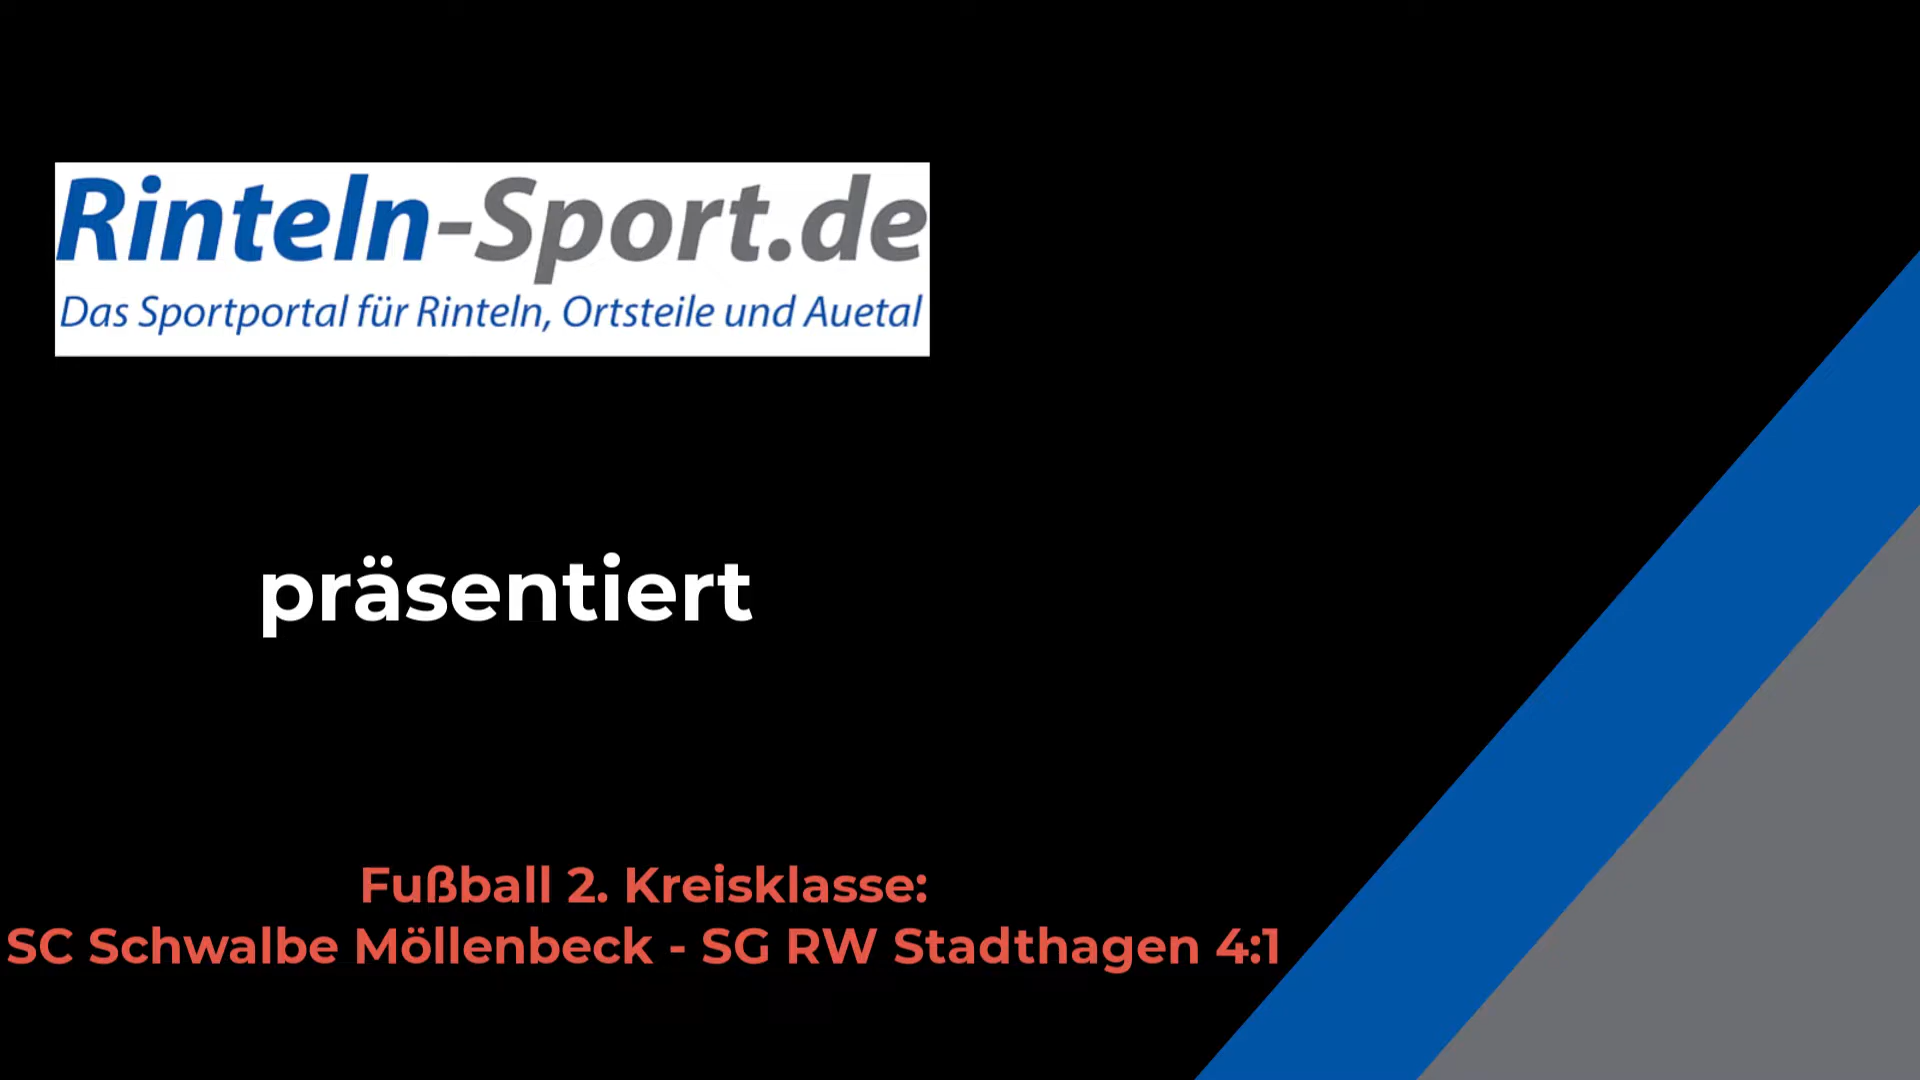 Rinteln-Sport.de
Das Sportportal für Rinteln, Ortsteile und Auetal
präsentiert
Fußball 2. Kreisklasse:
SC Schwalbe Möllenbeck - SG RW Stadthagen 4:1